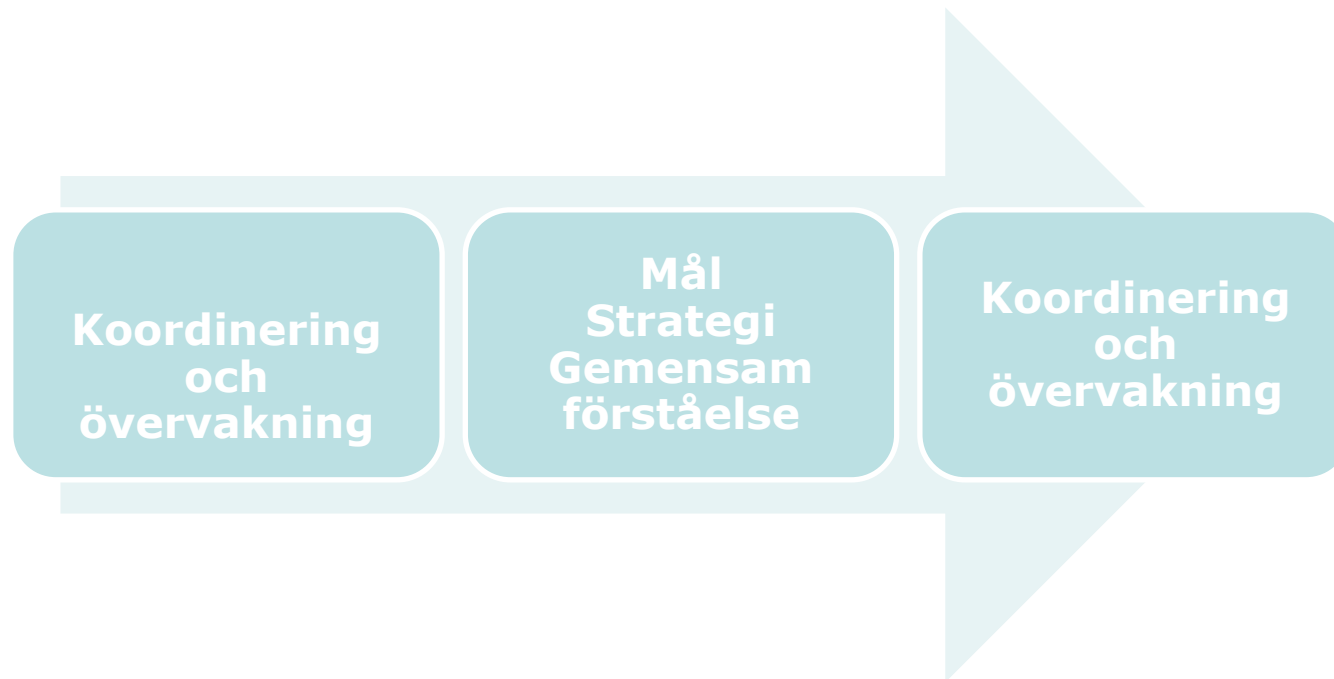 Koordinering
och
övervakning
Mål
Strategi
Gemensam
förståelse
Koordinering
och
övervakning